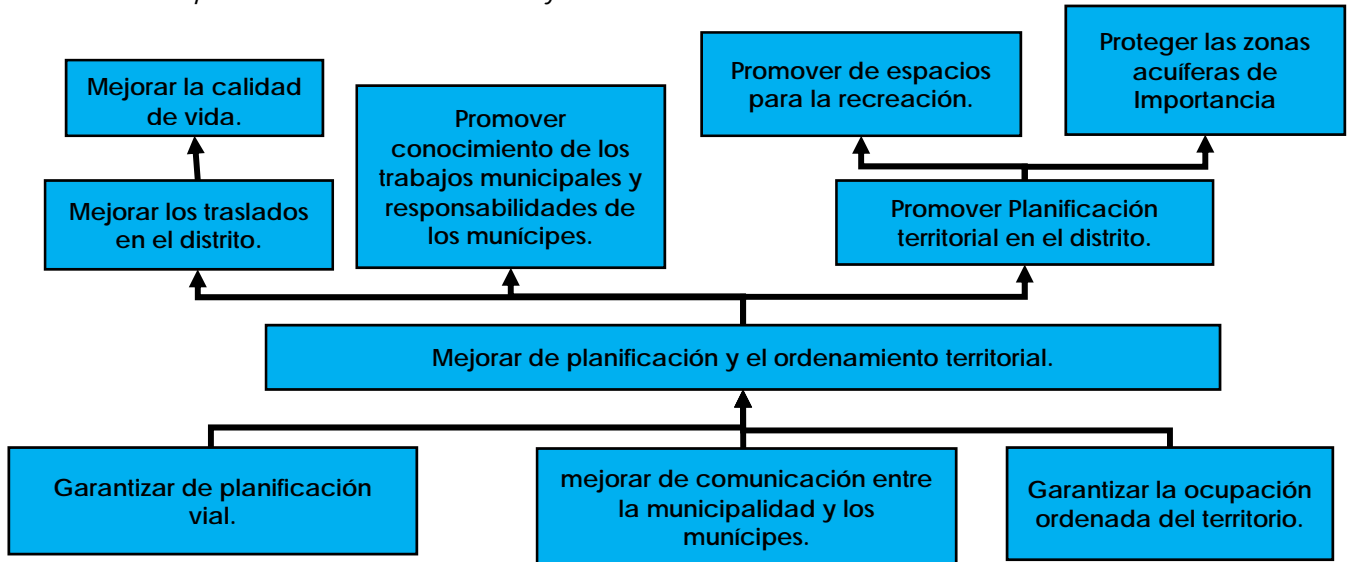 Proteger las zonas
acuíferas de
Importancia
Promover de espacios
para la recreación.
Mejorar la calidad
de vida.
Promover
conocimiento de los
trabajos municipales y
responsabilidades de
los munícipes.
Mejorar los traslados
en el distrito.
Promover Planificación
territorial en el distrito.
Mejorar de planificación y el ordenamiento territorial.
Garantizar de planificación
vial.
mejorar de comunicación entre
la municipalidad y los
munícipes.
Garantizar la ocupación
ordenada del territorio.